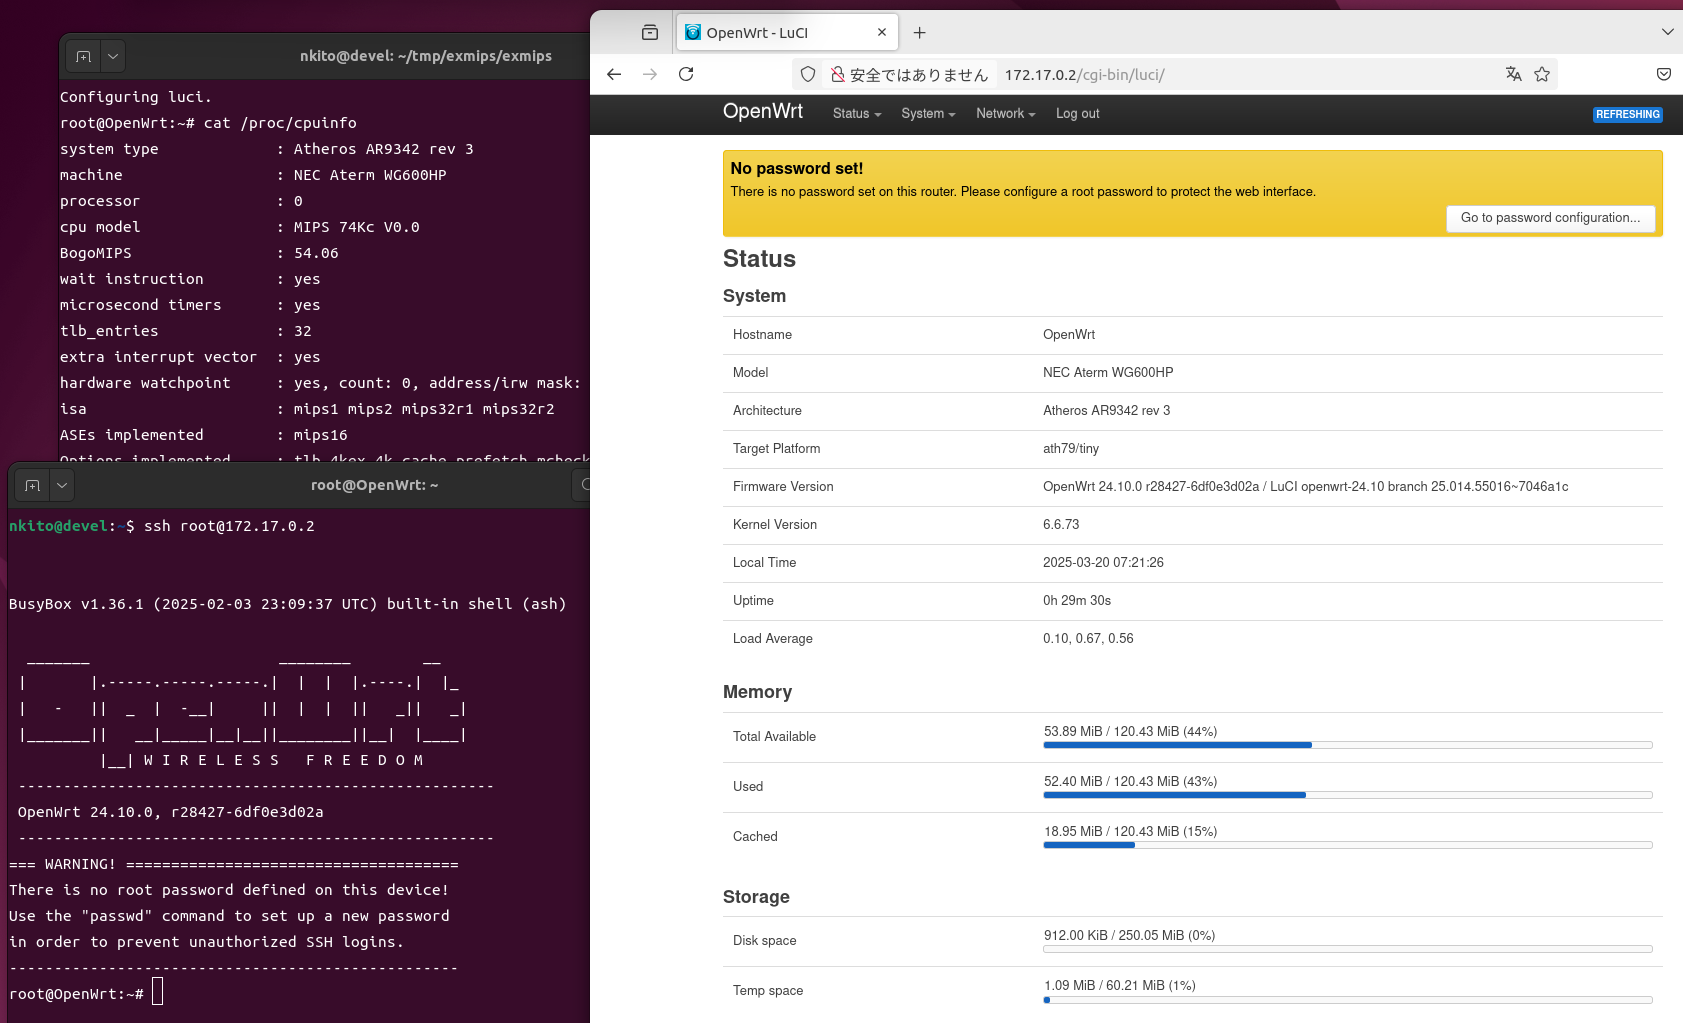 nkito@devel: ~/tmp/exmips/exmips
Configuring luci.
root@OpenWrt:~# cat /proc/cpuinfo
system type             : Atheros AR9342 rev 3
machine                 : NEC Aterm WG600HP
processor               : 0
cpu model               : MIPS 74Kc V0.0
BogoMIPS                : 54.06
wait instruction        : yes
microsecond timers      : yes
tlb_entries             : 32
extra interrupt vector  : yes
hardware watchpoint     : yes, count: 0, address/irw mask:
isa                     : mips1 mips2 mips32r1 mips32r2
ASEs implemented        : mips16
Options implemented     : tlb 4kex 4k_cache prefetch mcheck
root@OpenWrt: ~
nkito@devel:~$ ssh root@172.17.0.2
BusyBox v1.36.1 (2025-02-03 23:09:37 UTC) built-in shell (ash)
W I R E L E S S   F R E E D O M
-----------------------------------------------------
OpenWrt 24.10.0, r28427-6df0e3d02a
-----------------------------------------------------
=== WARNING! =====================================
There is no root password defined on this device!
Use the "passwd" command to set up a new password
in order to prevent unauthorized SSH logins.
--------------------------------------------------
root@OpenWrt:~#
OpenWrt - LuCI
安全ではありません 172.17.0.2/cgi-bin/luci/
OpenWrt Status System Network Log out REFRESHING
No password set!
There is no password set on this router. Please configure a root password to protect the web interface.
Go to password configuration...
Status
System
Hostname OpenWrt
Model NEC Aterm WG600HP
Architecture Atheros AR9342 rev 3
Target Platform ath79/tiny
Firmware Version OpenWrt 24.10.0 r28427-6df0e3d02a / LuCI openwrt-24.10 branch 25.014.55016~7046a1c
Kernel Version 6.6.73
Local Time 2025-03-20 07:21:26
Uptime 0h 29m 30s
Load Average 0.10, 0.67, 0.56
Memory
Total Available 53.89 MiB / 120.43 MiB (44%)
Used 52.40 MiB / 120.43 MiB (43%)
Cached 18.95 MiB / 120.43 MiB (15%)
Storage
Disk space 912.00 KiB / 250.05 MiB (0%)
Temp space 1.09 MiB / 60.21 MiB (1%)